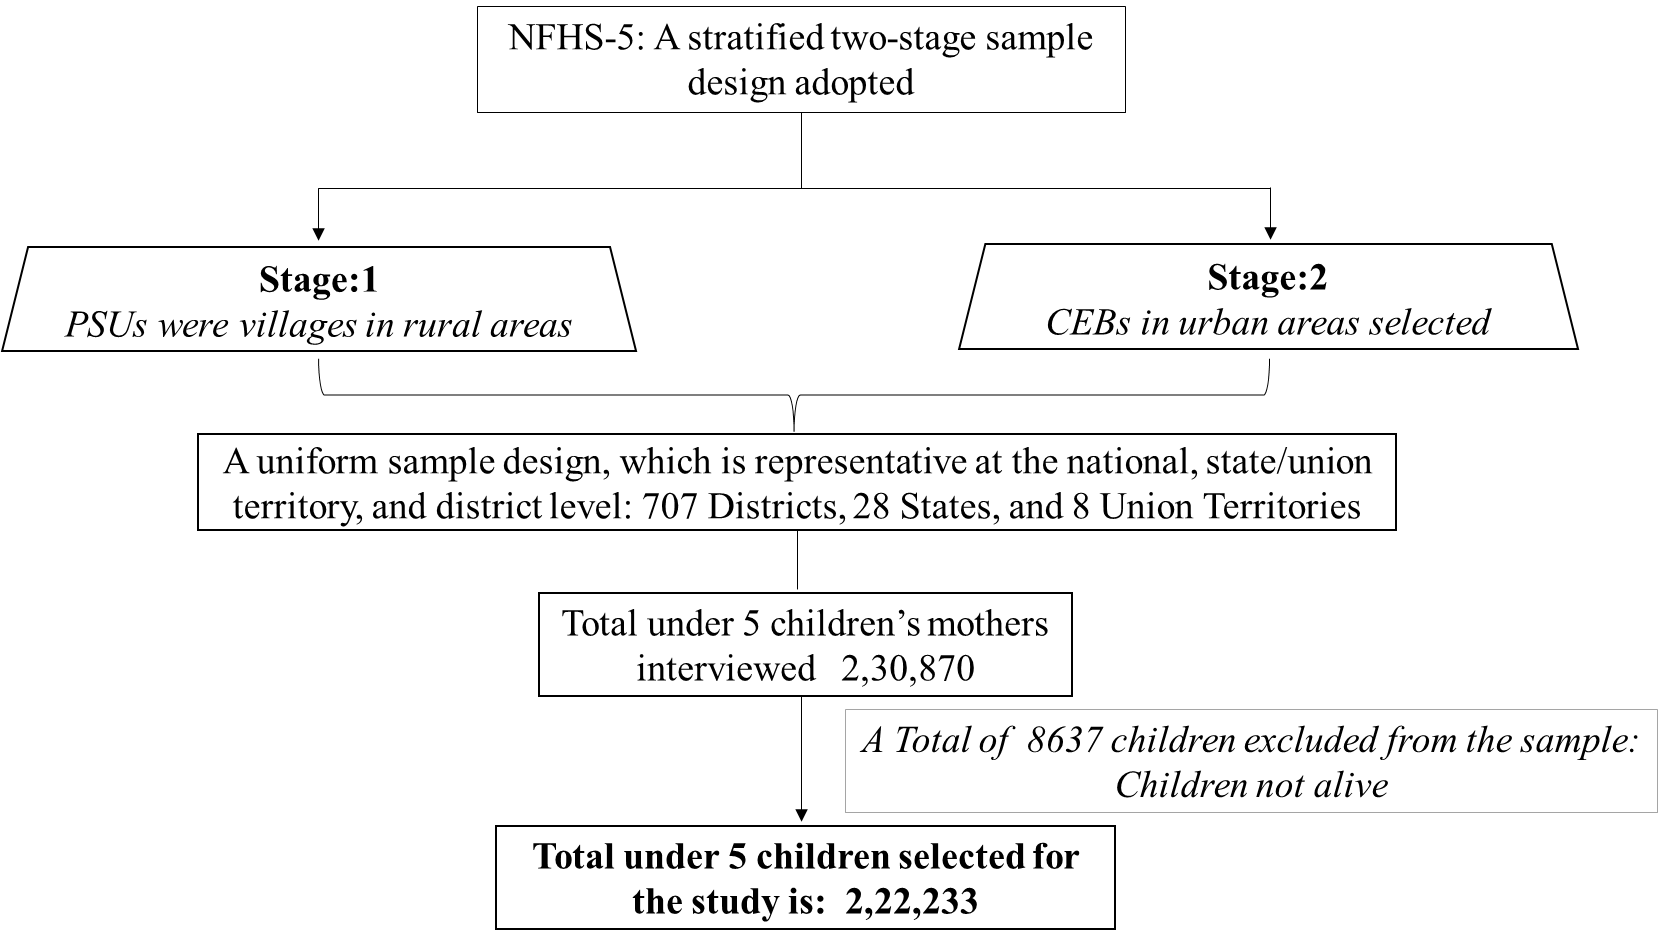 NFHS-5: A stratified two-stage sample
design adopted
Stage:1
PSUs were villages in rural areas
Stage:2
CEBs in urban areas selected
A uniform sample design, which is representative at the national, state/union
territory, and district level: 707 Districts, 28 States, and 8 Union Territories
Total under 5 children’s mothers
interviewed 2,30,870
A Total of 8637 children excluded from the sample:
Children not alive
Total under 5 children selected for
the study is: 2,22,233